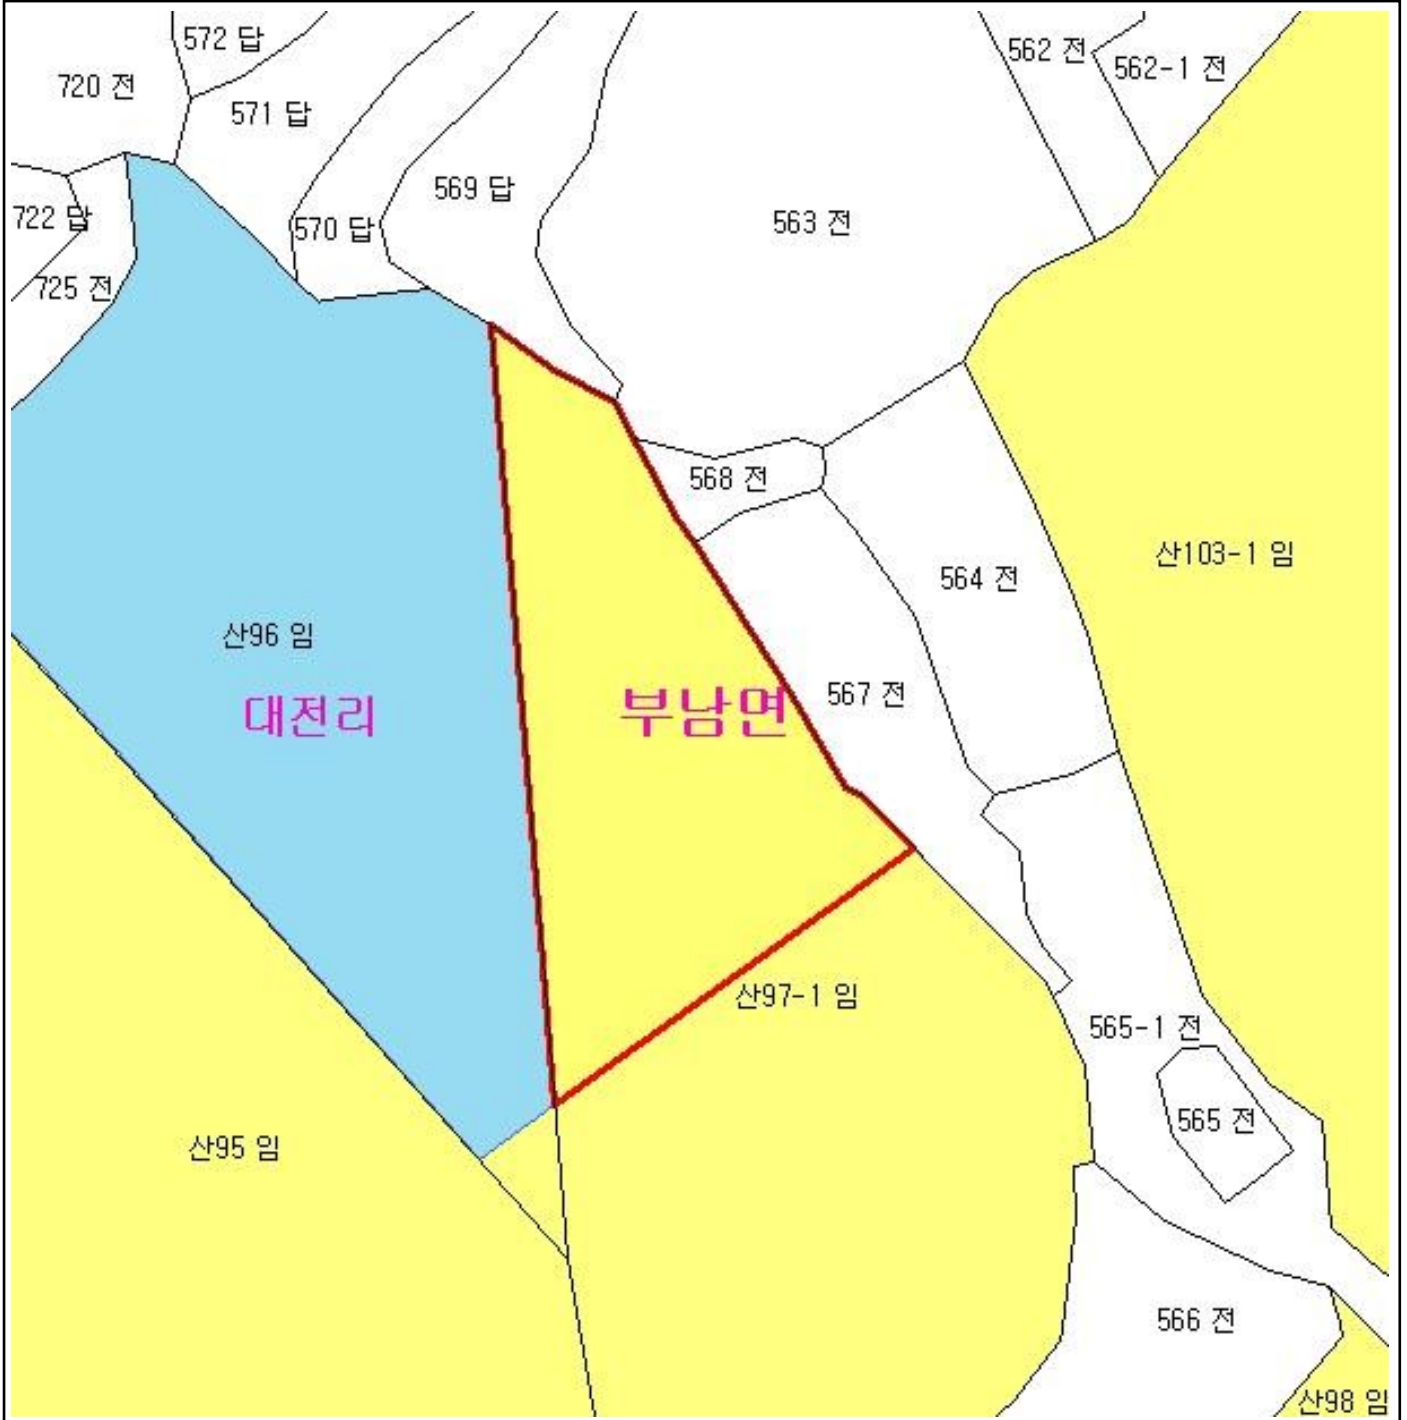 572 답
562 전
562-1 전
720 전
571 답
569 답
722 답
570 답
563 전
725 전
568 전
산103-1 임
564 전
산96 임
567 전
대전리
부남면
산97-1 임
565-1 전
565 전
산95 임
566 전
산98 임